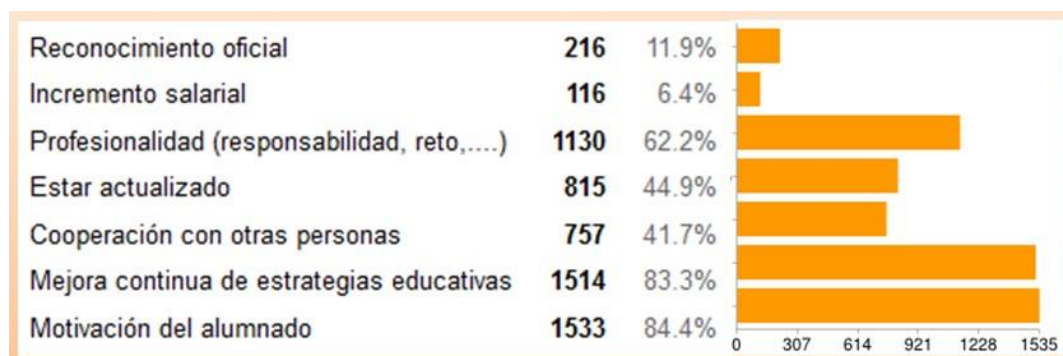 Reconocimiento oficial 216 11.9%
Incremento salarial 116 6.4%
Profesionalidad (responsabilidad, reto,....) 1130 62.2%
Estar actualizado 815 44.9%
Cooperación con otras personas 757 41.7%
Mejora continua de estrategias educativas 1514 83.3%
Motivación del alumnado 1533 84.4%
0 307 614 921 1228 1535